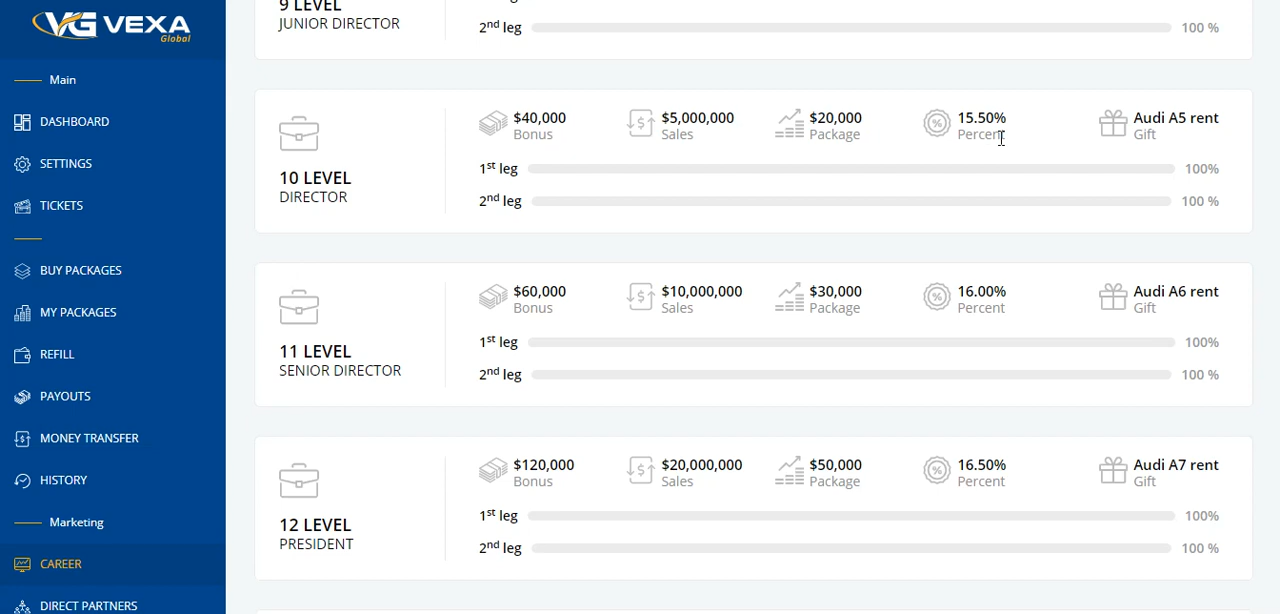 VG VEXA
Global
Main
DASHBOARD
SETTINGS
TICKETS
BUY PACKAGES
MY PACKAGES
REFILL
PAYOUTS
MONEY TRANSFER
HISTORY
Marketing
CAREER
DIRECT PARTNERS
9 LEVEL
JUNIOR DIRECTOR
2nd leg 100 %
10 LEVEL
DIRECTOR
$40,000 $5,000,000 $20,000 15.50% Audi A5 rent
Bonus Sales Package Percent Gift
1st leg 100%
2nd leg 100 %
11 LEVEL
SENIOR DIRECTOR
$60,000 $10,000,000 $30,000 16.00% Audi A6 rent
Bonus Sales Package Percent Gift
1st leg 100%
2nd leg 100 %
12 LEVEL
PRESIDENT
$120,000 $20,000,000 $50,000 16.50% Audi A7 rent
Bonus Sales Package Percent Gift
1st leg 100%
2nd leg 100 %